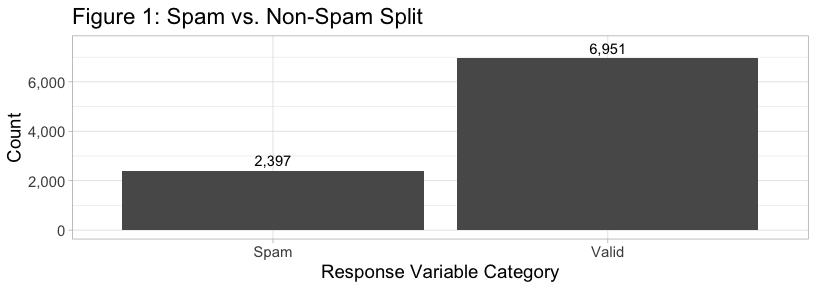 Figure 1: Spam vs. Non-Spam Split
6,951
6,000
4,000
2,397
2,000
0
Count
Spam Valid
Response Variable Category